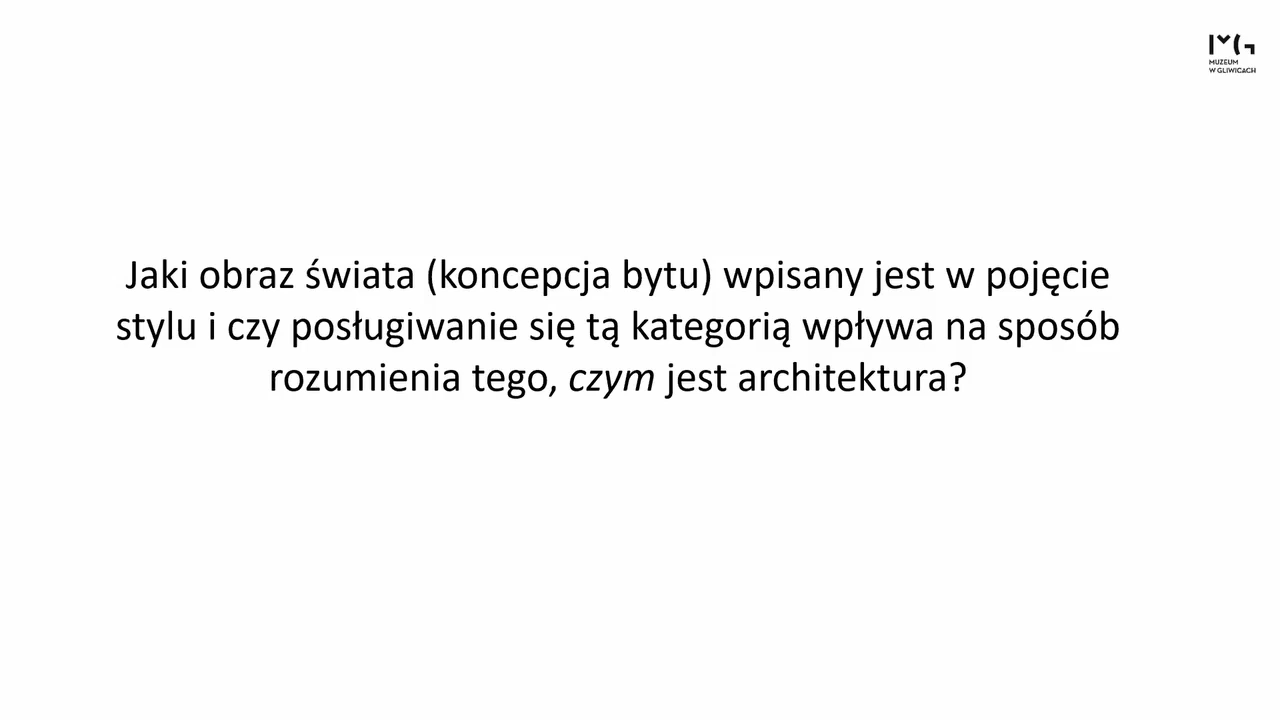 MUZEUM
W GLIWICACH
Jaki obraz świata (koncepcja bytu) wpisany jest w pojęcie
stylu i czy posługiwanie się tą kategorią wpływa na sposób
rozumienia tego, czym jest architektura?